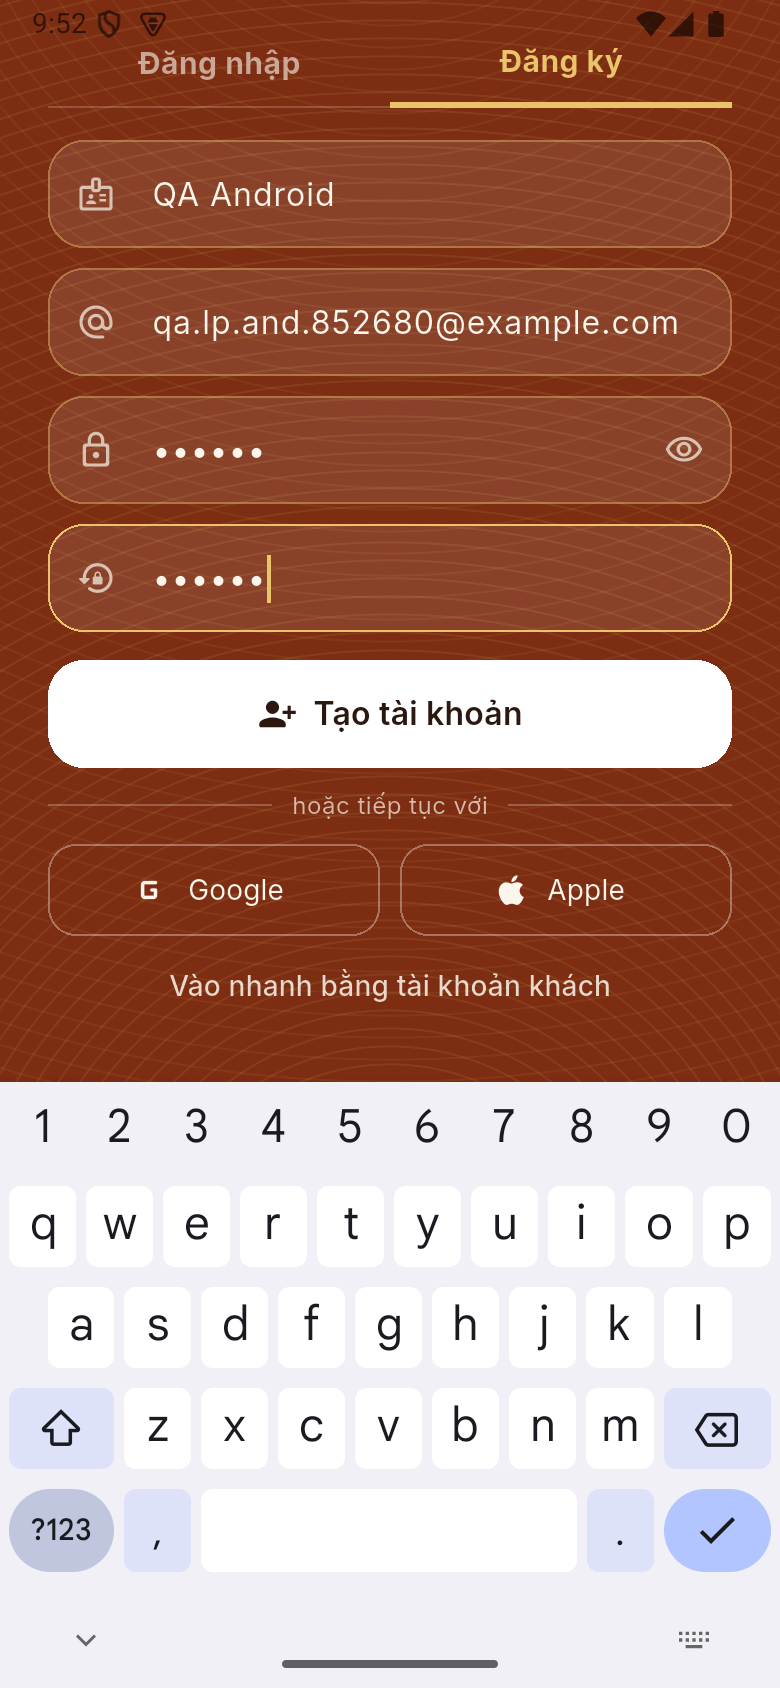 9:52
Đăng nhập
Đăng ký
QA Android
qa.lp.and.852680@example.com
••••••
••••••
Tạo tài khoản
hoặc tiếp tục với
G Google
Apple
Vào nhanh bằng tài khoản khách
1 2 3 4 5 6 7 8 9 0
q w e r t y u i o p
a s d f g h j k l
z x c v b n m
?123 , .